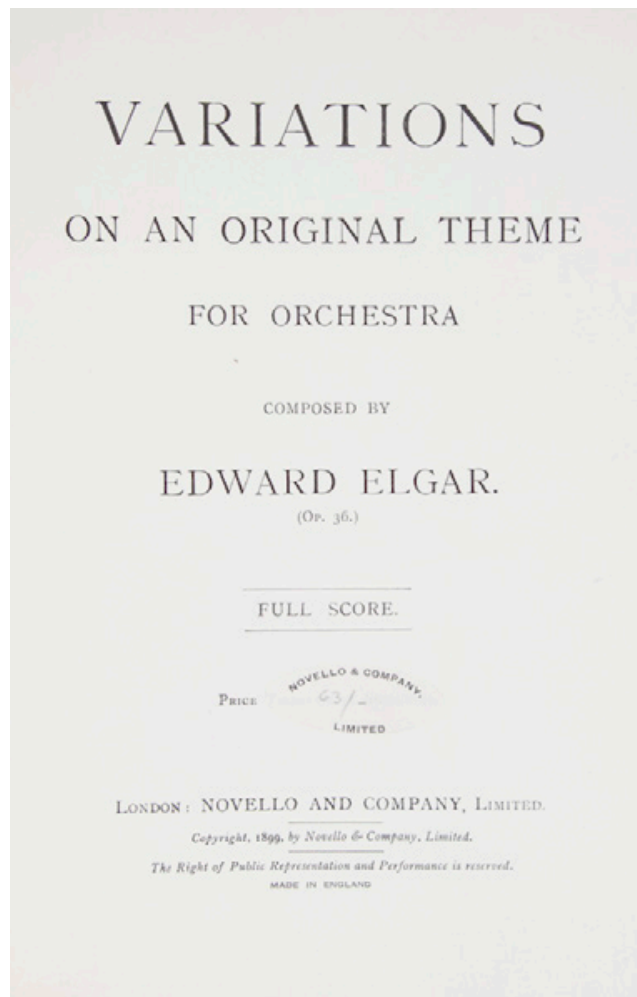 VARIATIONS
ON AN ORIGINAL THEME
FOR ORCHESTRA
COMPOSED BY
EDWARD ELGAR.
(OP. 36.)
FULL SCORE.
NOVELLO & COMPANY,
PRICE 63/-
LIMITED
LONDON: NOVELLO AND COMPANY, LIMITED.
Copyright, 1899, by Novello & Company, Limited.
The Right of Public Representation and Performance is reserved.
MADE IN ENGLAND